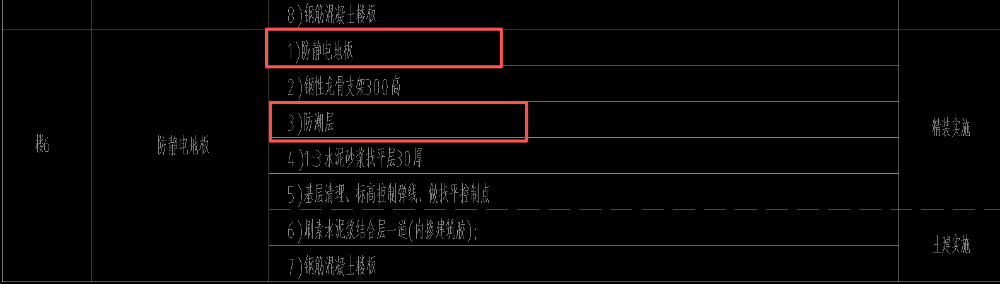 8)钢筋混凝土楼板
1)防静电地板
2)钢性龙骨支架300高
3)防潮层
精装实施
楼6
防静电地板
4)1:3水泥砂浆找平层30厚
5)基层清理、标高控制弹线、做找平控制点
6)刷素水泥浆结合层一道(内掺建筑胶);
土建实施
7)钢筋混凝土楼板